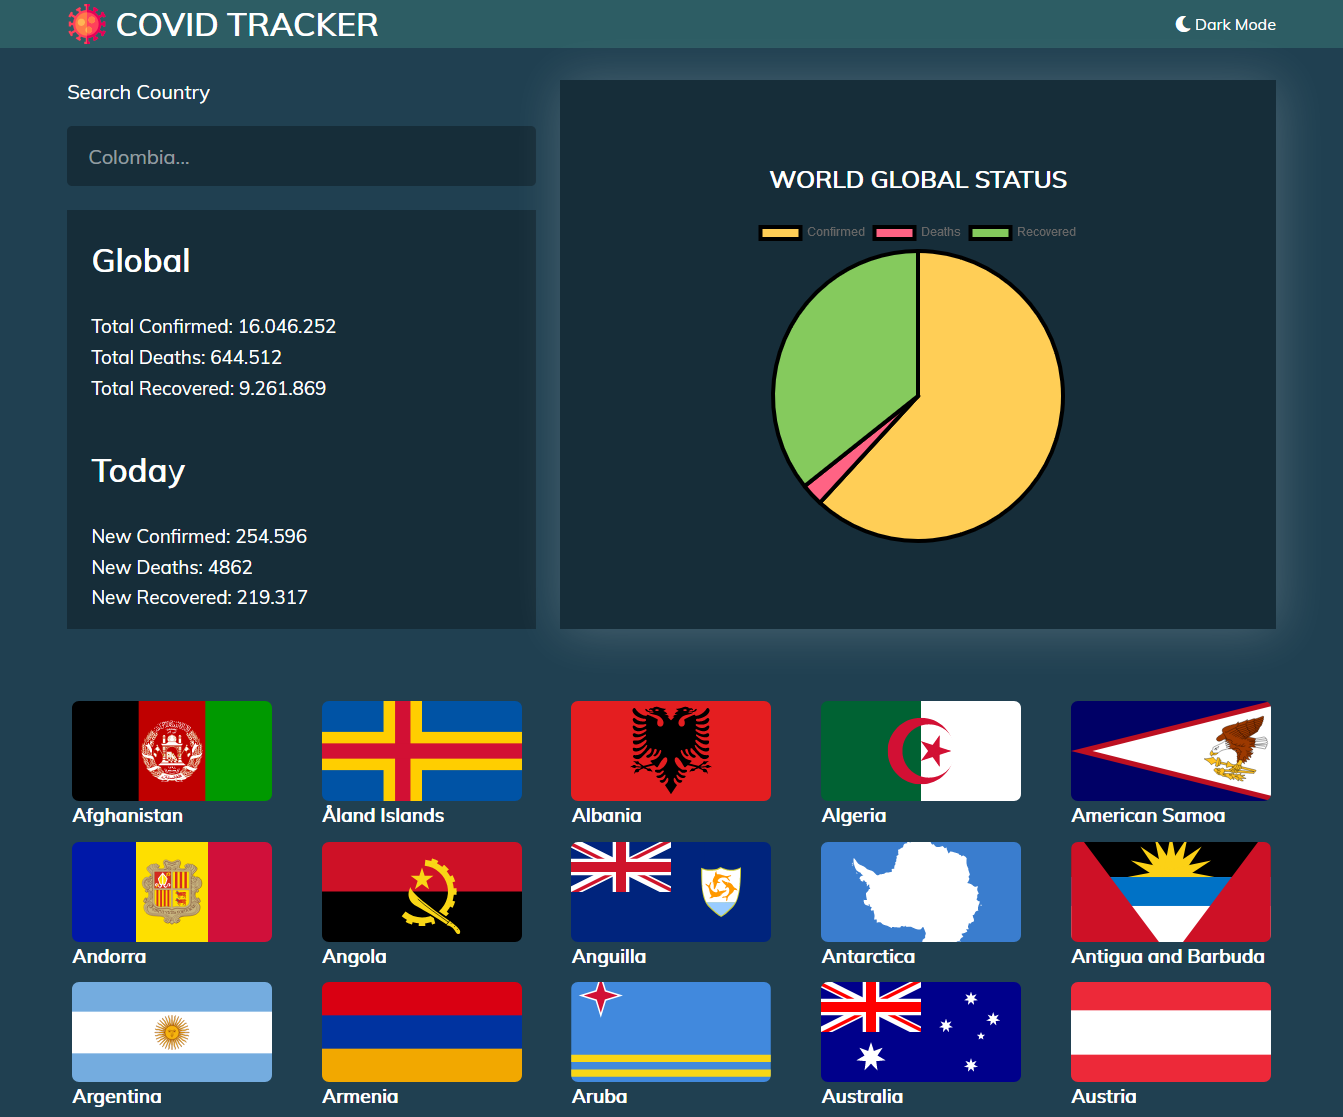 COVID TRACKER
Dark Mode
Search Country
Colombia...
Global
Total Confirmed: 16.046.252
Total Deaths: 644.512
Total Recovered: 9.261.869
Today
New Confirmed: 254.596
New Deaths: 4862
New Recovered: 219.317
WORLD GLOBAL STATUS
Confirmed Deaths Recovered
Afghanistan
Åland Islands
Albania
Algeria
American Samoa
Andorra
Angola
Anguilla
Antarctica
Antigua and Barbuda
Argentina
Armenia
Aruba
Australia
Austria